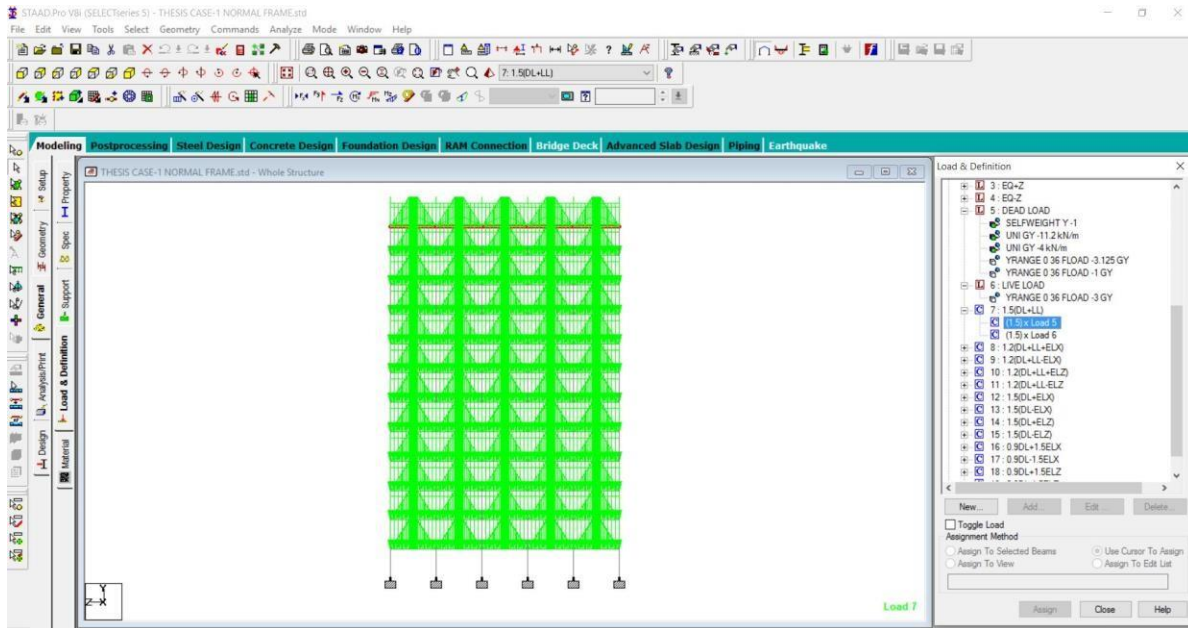 STAAD.Pro V8i (SELECTseries 5) - THESIS CASE-1 NORMAL FRAME.std
File Edit View Tools Select Geometry Commands Analyze Mode Window Help
7: 1.5(DL+LL)
Modeling Postprocessing Steel Design Concrete Design Foundation Design RAM Connection Bridge Deck Advanced Slab Design Piping Earthquake
Setup
Geometry
General
Analysis/Print
Design
Property
Spec
Support
Load & Definition
Material
THESIS CASE-1 NORMAL FRAME.std - Whole Structure
Y
Z X
Load 7
Load & Definition
3 : EQ+Z
4 : EQ-Z
5 : DEAD LOAD
SELFWEIGHT Y -1
UNI GY -11.2 kN/m
UNI GY -4 kN/m
YRANGE 0 36 FLOAD -3.125 GY
YRANGE 0 36 FLOAD -1 GY
6 : LIVE LOAD
YRANGE 0 36 FLOAD -3 GY
7 : 1.5(DL+LL)
(1.5) x Load 5
(1.5) x Load 6
8 : 1.2(DL+LL+ELX)
9 : 1.2(DL+LL-ELX)
10 : 1.2(DL+LL+ELZ)
11 : 1.2(DL+LL-ELZ
12 : 1.5(DL+ELX)
13 : 1.5(DL-ELX)
14 : 1.5(DL+ELZ)
15 : 1.5(DL-ELZ)
16 : 0.9DL+1.5ELX
17 : 0.9DL-1.5ELX
18 : 0.9DL+1.5ELZ
New... Add... Edit ... Delete...
Toggle Load
Assignment Method
Assign To Selected Beams Use Cursor To Assign
Assign To View Assign To Edit List
Assign Close Help